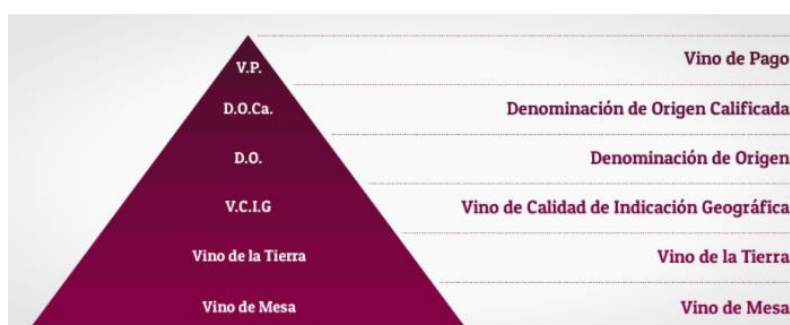 V.P.
Vino de Pago
D.O.Ca.
Denominación de Origen Calificada
D.O.
Denominación de Origen
V.C.I.G
Vino de Calidad de Indicación Geográfica
Vino de la Tierra
Vino de la Tierra
Vino de Mesa
Vino de Mesa